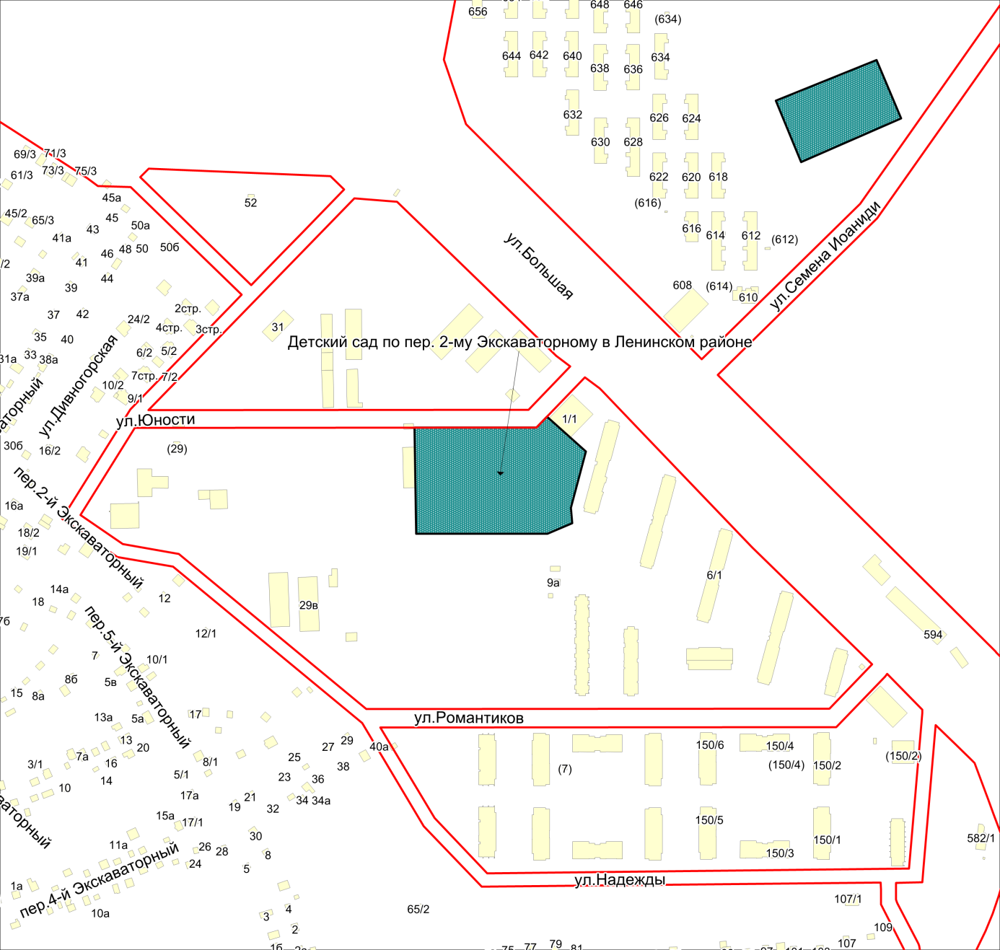 656
648
646
(634)
644
642
640
638
636
634
632
630
628
626
624
622
620
618
(616)
616
614
612
(612)
608
(614)
610
ул.Большая
ул.Семена Иоаниди
69/3
71/3
61/3
73/3
75/3
45а
52
45/2
65/3
45
43
50а
41а
46
48
50
50б
/2
41
39а
44
39
37а
37
42
24/2
2стр.
4стр.
3стр.
31
Детский сад по пер. 2-му Экскаваторному в Ленинском районе
35
40
33
38а
31а
6/2
5/2
7стр.
7/2
10/2
9/1
ул.Дивногорская
ул.Юности
1/1
30б
16/2
(29)
пер.2-й Экскаваторный
16а
18/2
19/1
14а
18
12
29в
9а
6/1
594
12/1
пер.5-й Экскаваторный
7
10/1
8б
5в
15
8а
13а
5а
17
ул.Романтиков
13
20
7а
16
3/1
14
10
8/1
5/1
17а
27
29
40а
25
38
23
36
34
34а
21
19
32
15а
17/1
(7)
150/6
150/4
(150/4)
150/2
(150/2)
150/5
150/1
150/3
582/1
11а
26
28
24
30
8
5
пер.4-й Экскаваторный
ул.Надежды
1а
10а
3
4
2
65/2
107/1
109
107
77
79